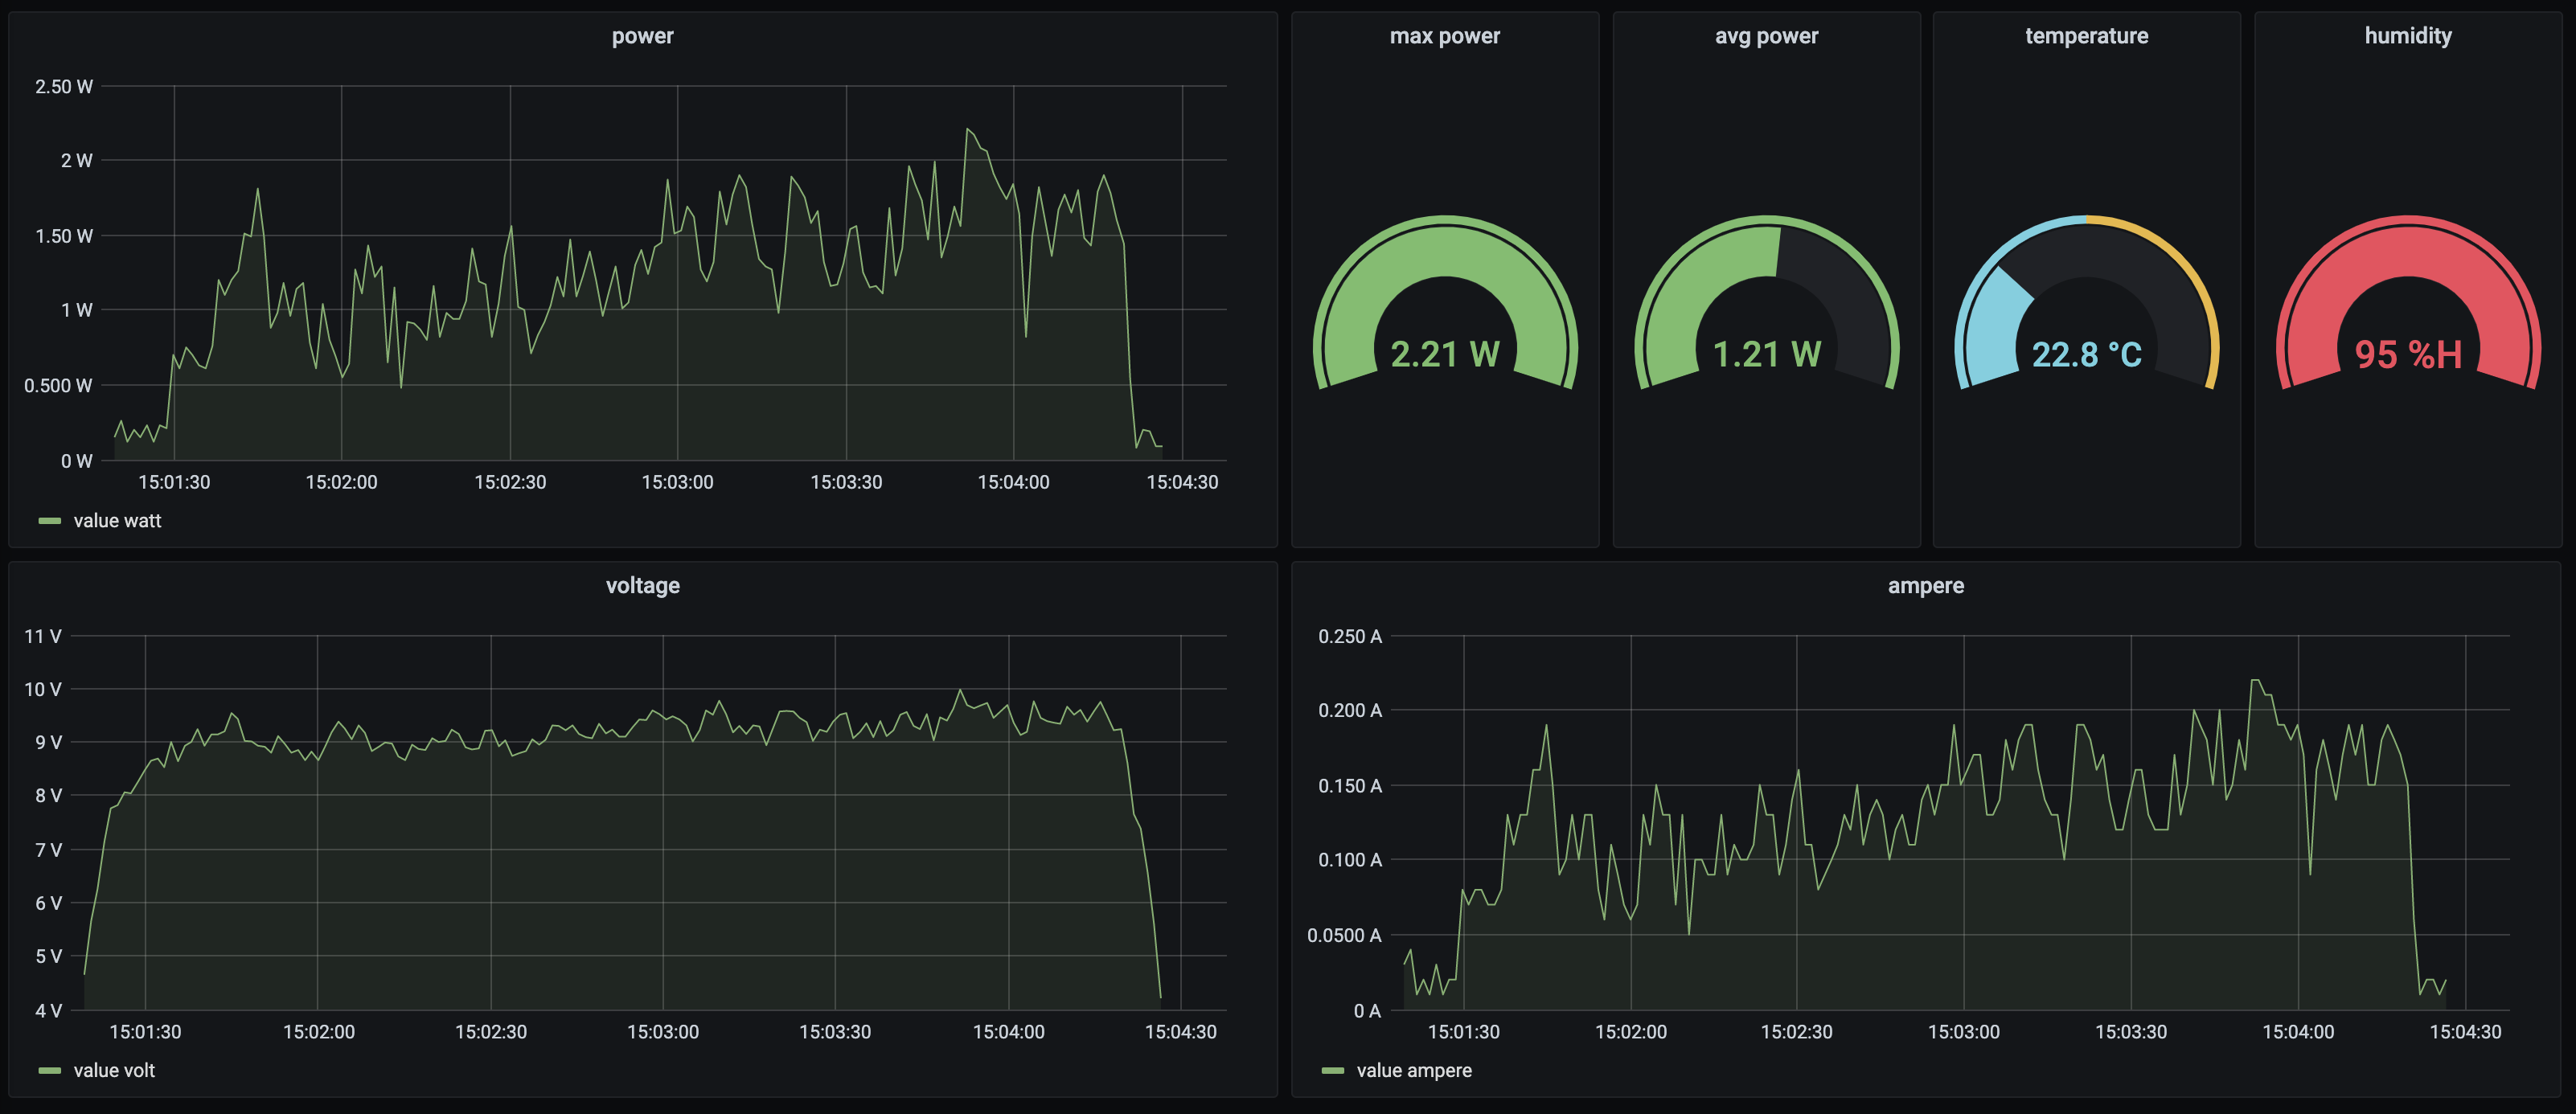 power
2.50 W
2 W
1.50 W
1 W
0.500 W
0 W
15:01:30 15:02:00 15:02:30 15:03:00 15:03:30 15:04:00 15:04:30
value watt
max power
2.21 W
avg power
1.21 W
temperature
22.8 °C
humidity
95 %H
voltage
11 V
10 V
9 V
8 V
7 V
6 V
5 V
4 V
15:01:30 15:02:00 15:02:30 15:03:00 15:03:30 15:04:00 15:04:30
value volt
ampere
0.250 A
0.200 A
0.150 A
0.100 A
0.0500 A
0 A
15:01:30 15:02:00 15:02:30 15:03:00 15:03:30 15:04:00 15:04:30
value ampere